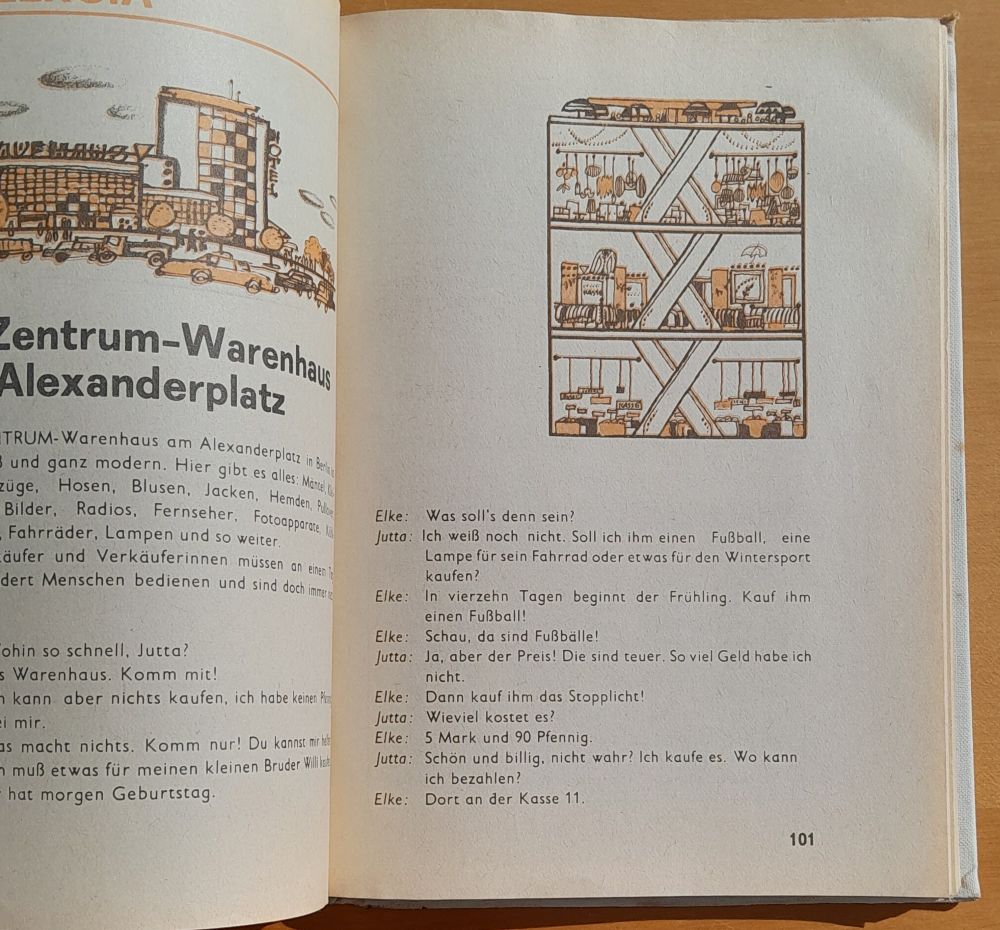 Zentrum-Warenhaus
Alexanderplatz
HOTEL
TRUM-Warenhaus am Alexanderplatz in
und ganz modern. Hier gibt es alles: Mäntel,
züge, Hosen, Blusen, Jacken, Hemden,
Bilder, Radios, Fernseher, Fotoapparate,
, Fahrräder, Lampen und so weiter.
käufer und Verkäuferinnen müssen an einem
dert Menschen bedienen und sind doch immer
ohin so schnell, Jutta?
s Warenhaus. Komm mit!
h kann aber nichts kaufen, ich habe keinen
ei mir.
as macht nichts. Komm nur! Du kannst mir
h muß etwas für meinen kleinen Bruder Willi
hat morgen Geburtstag.
KASSE
KASSE
Elke: Was soll's denn sein?
Jutta: Ich weiß noch nicht. Soll ich ihm einen Fußball, eine
Lampe für sein Fahrrad oder etwas für den Wintersport
kaufen?
Elke: In vierzehn Tagen beginnt der Frühling. Kauf ihm
einen Fußball!
Elke: Schau, da sind Fußbälle!
Jutta: Ja, aber der Preis! Die sind teuer. So viel Geld habe ich
nicht.
Elke: Dann kauf ihm das Stopplicht!
Jutta: Wieviel kostet es?
Elke: 5 Mark und 90 Pfennig.
Jutta: Schön und billig, nicht wahr? Ich kaufe es. Wo kann
ich bezahlen?
Elke: Dort an der Kasse 11.
101